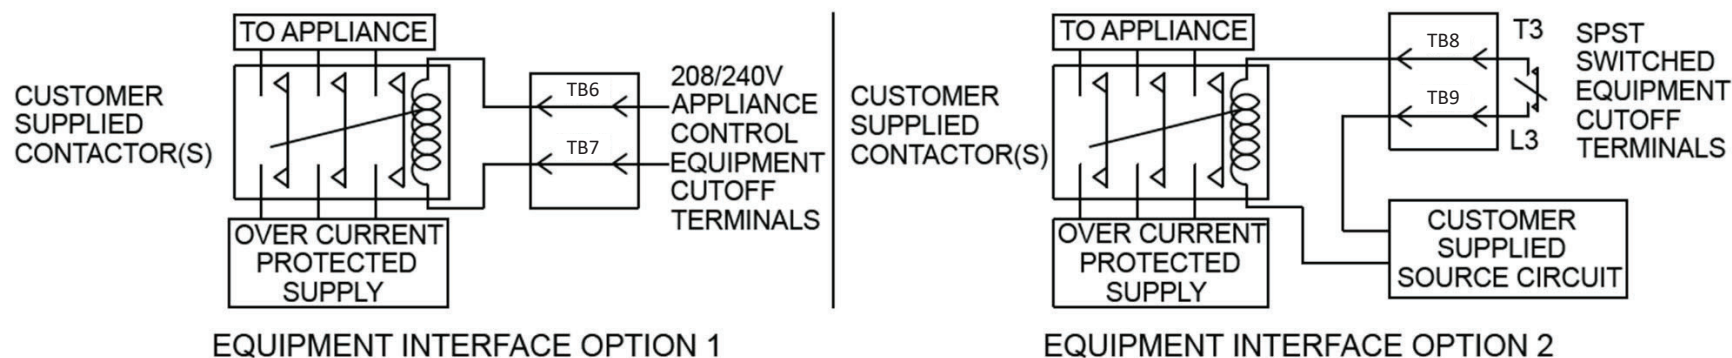 TO APPLIANCE
CUSTOMER
SUPPLIED
CONTACTOR(S)
TB6
TB7
208/240V
APPLIANCE
CONTROL
EQUIPMENT
CUTOFF
TERMINALS
OVER CURRENT
PROTECTED
SUPPLY
EQUIPMENT INTERFACE OPTION 1
TO APPLIANCE
CUSTOMER
SUPPLIED
CONTACTOR(S)
TB8
TB9
T3
L3
SPST
SWITCHED
EQUIPMENT
CUTOFF
TERMINALS
OVER CURRENT
PROTECTED
SUPPLY
CUSTOMER
SUPPLIED
SOURCE CIRCUIT
EQUIPMENT INTERFACE OPTION 2